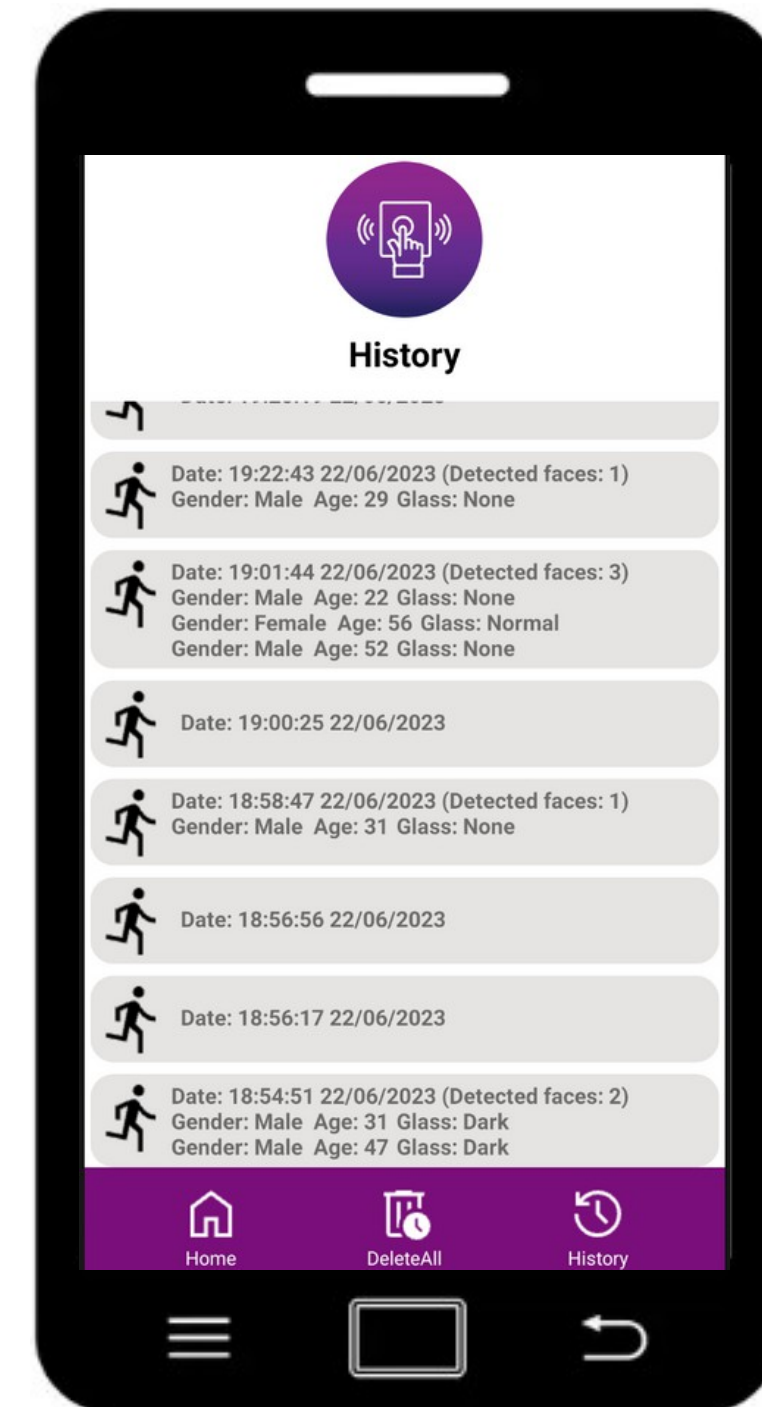 History
Date: 19:22:43 22/06/2023 (Detected faces: 1)
Gender: Male Age: 29 Glass: None
Date: 19:01:44 22/06/2023 (Detected faces: 3)
Gender: Male Age: 22 Glass: None
Gender: Female Age: 56 Glass: Normal
Gender: Male Age: 52 Glass: None
Date: 19:00:25 22/06/2023
Date: 18:58:47 22/06/2023 (Detected faces: 1)
Gender: Male Age: 31 Glass: None
Date: 18:56:56 22/06/2023
Date: 18:56:17 22/06/2023
Date: 18:54:51 22/06/2023 (Detected faces: 2)
Gender: Male Age: 31 Glass: Dark
Gender: Male Age: 47 Glass: Dark
Home DeleteAll History